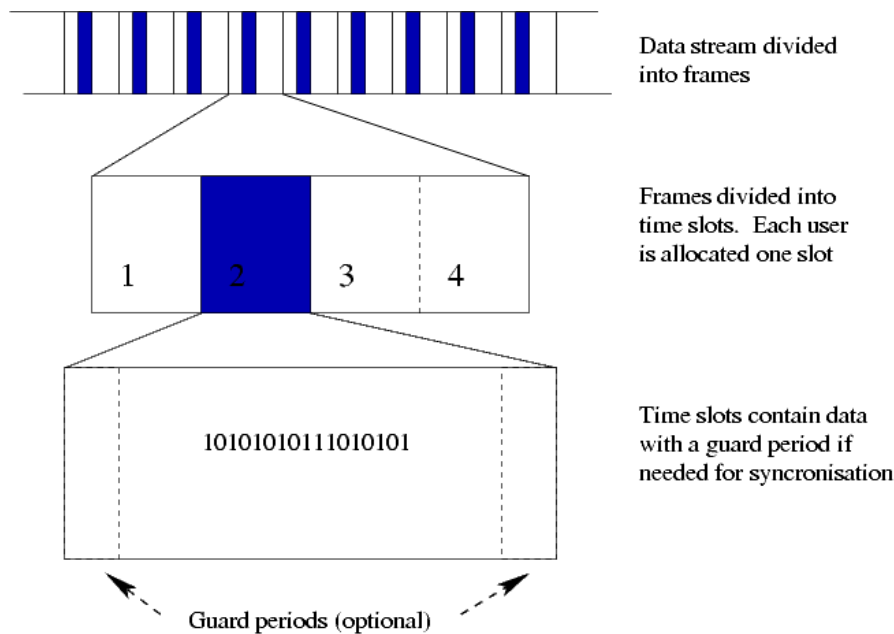 Data stream divided
into frames
Frames divided into
time slots. Each user
is allocated one slot
1 2 3 4
10101010111010101
Time slots contain data
with a guard period if
needed for syncronisation
Guard periods (optional)